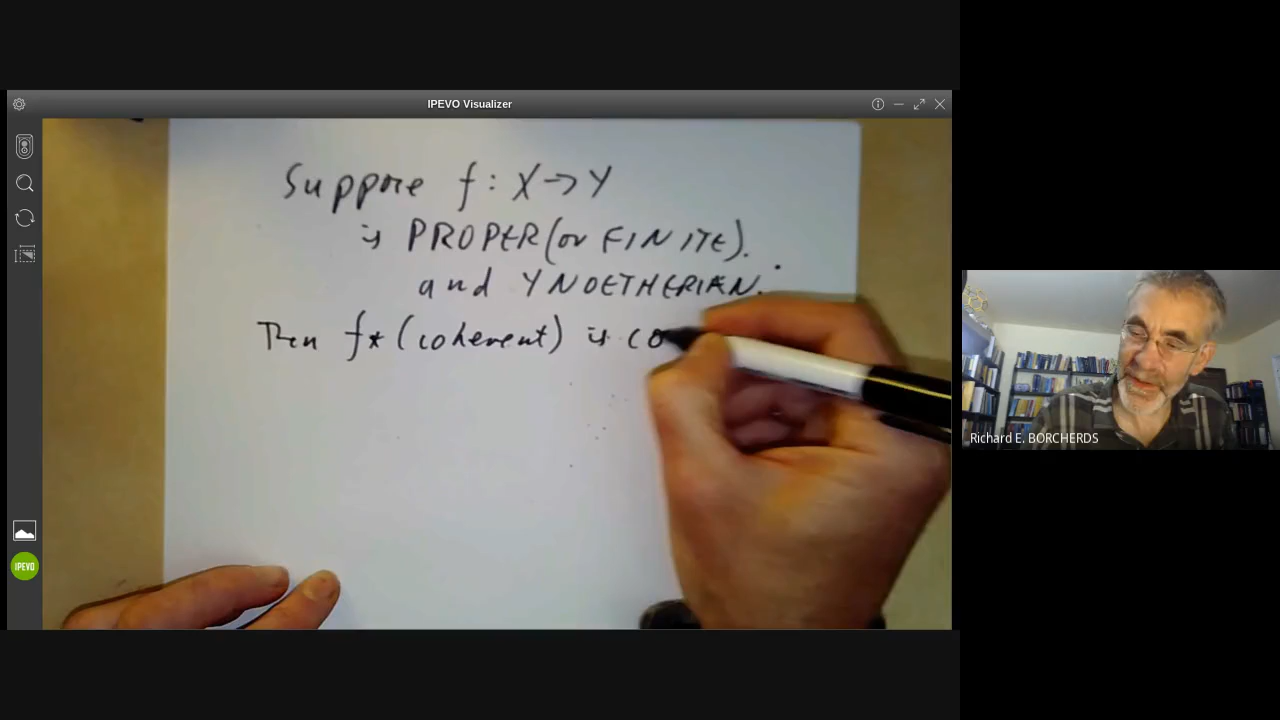 IPEVO Visualizer
Suppose f: X→Y
is PROPER (or FINITE).
and Y NOETHERIAN.
Then f* (coherent) is co
IPEVO
Richard E. BORCHERDS